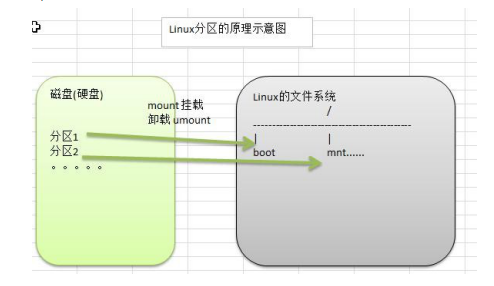 Linux分区的原理示意图
磁盘(硬盘)
mount 挂载
卸载 umount
分区1
分区2
。。。。。
Linux的文件系统
/
------------------------------------------
| |
boot mnt......